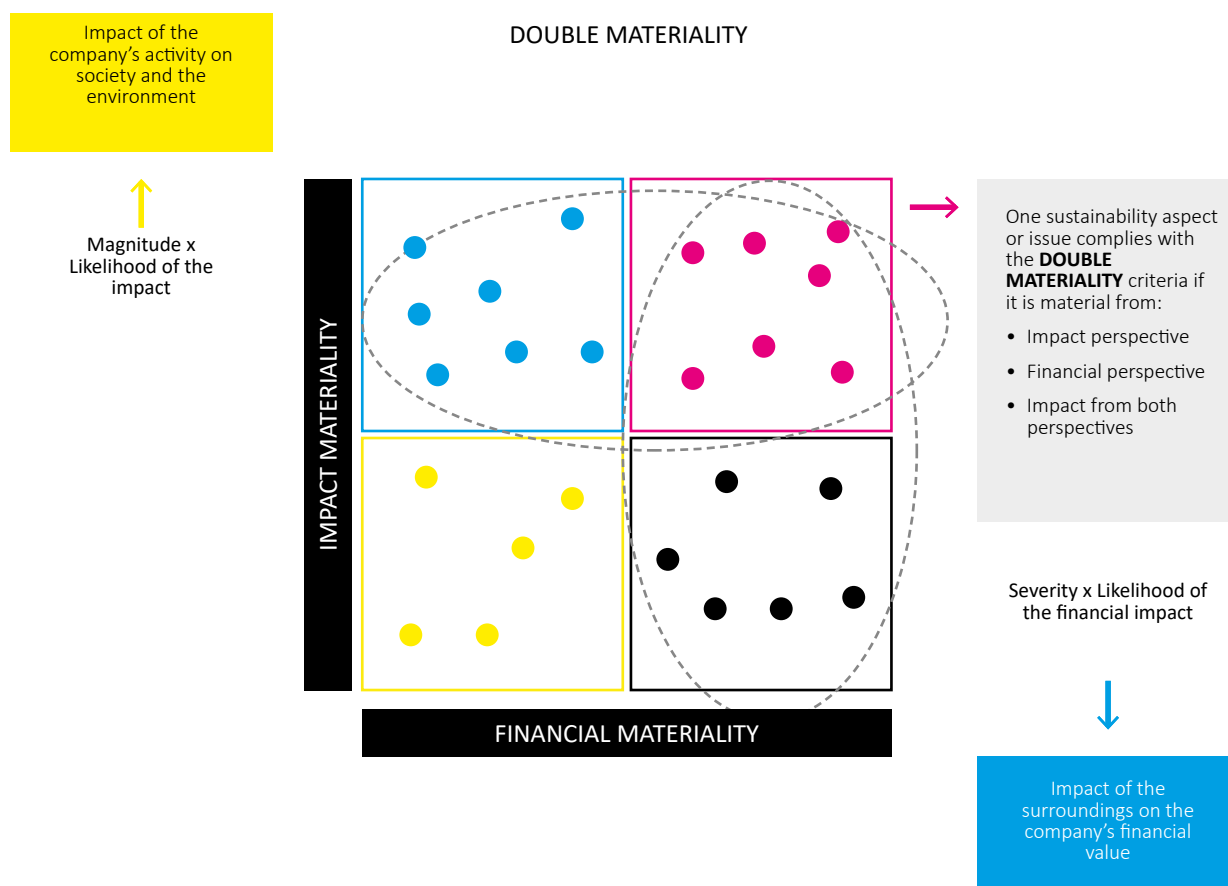 Impact of the
company’s activity on
society and the
environment
DOUBLE MATERIALITY
Magnitude x
Likelihood of the
impact
IMPACT MATERIALITY
FINANCIAL MATERIALITY
One sustainability aspect
or issue complies with
the DOUBLE
MATERIALITY criteria if
it is material from:
• Impact perspective
• Financial perspective
• Impact from both
perspectives
Severity x Likelihood of
the financial impact
Impact of the
surroundings on the
company’s financial
value